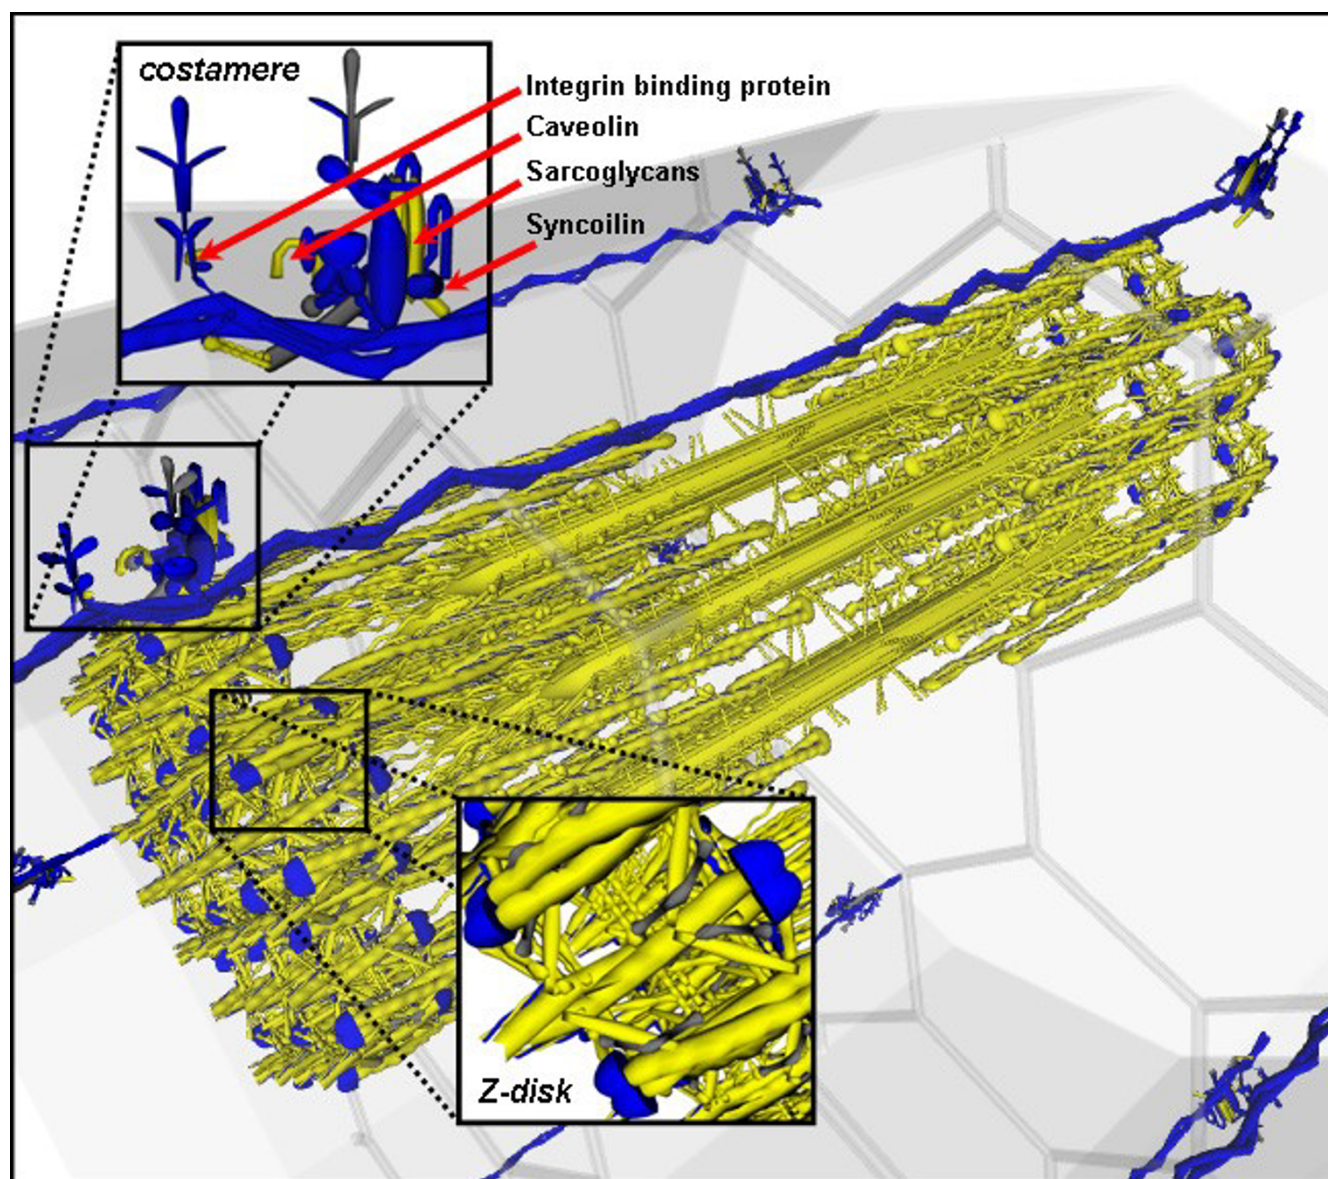 costamere
Integrin binding protein
Caveolin
Sarcoglycans
Syncoilin
Z-disk